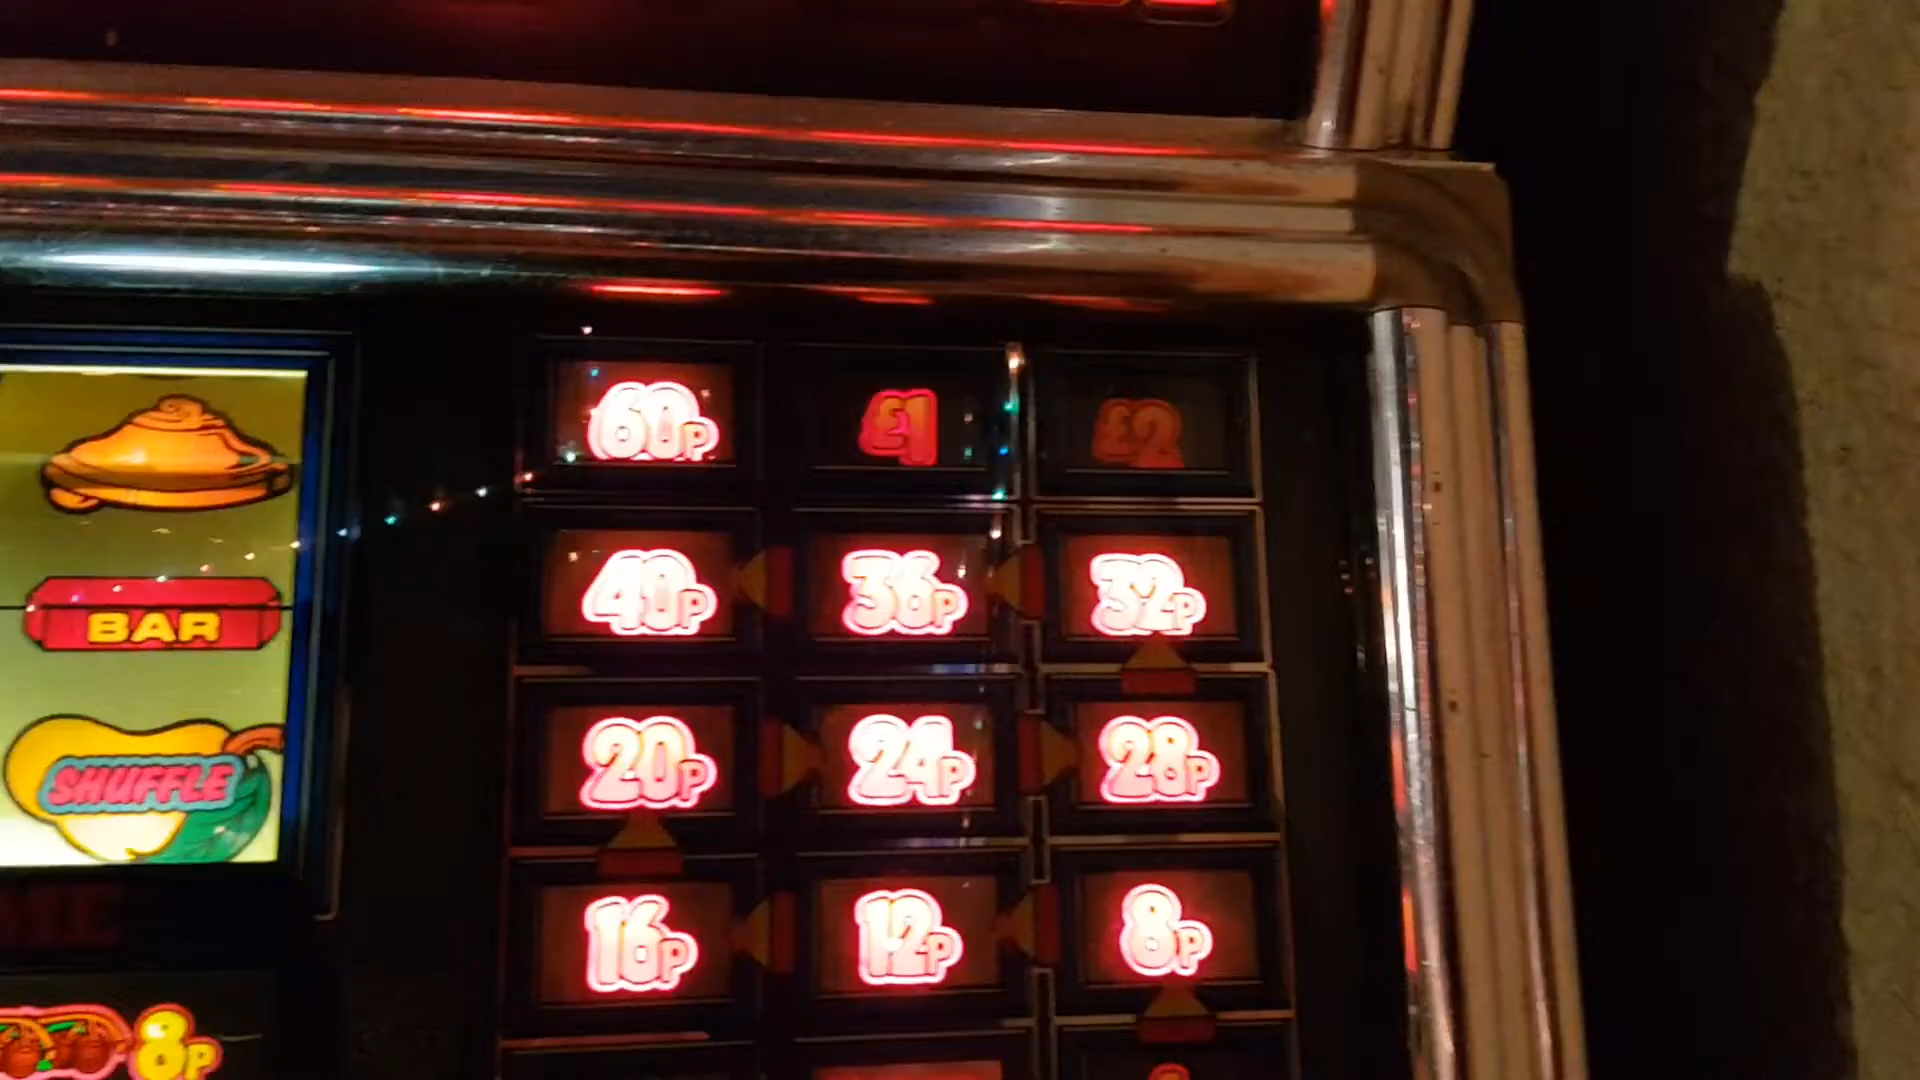 60P £1 £2
40P 36P 32P
BAR
20P 24P 28P
SHUFFLE
16P 12P 8P
8P